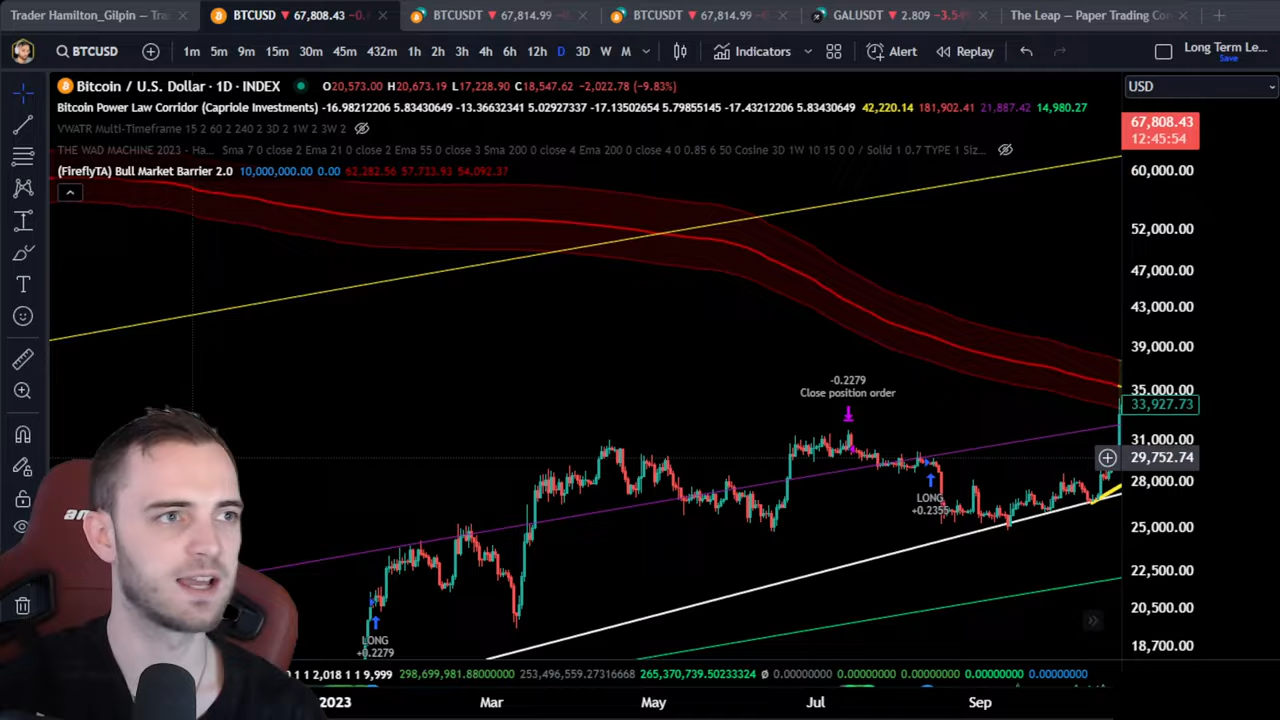 Trader Hamilton_Gilpin — Tra
BTCUSD 67,808.43 -0.
BTCUSDT 67,814.99
BTCUSDT 67,814.99
GALUSDT 2.809 −3.54
The Leap — Paper Trading Co
BTCUSD 1m 5m 9m 15m 30m 45m 432m 1h 2h 3h 4h 6h 12h D 3D W M Indicators Alert Replay Long Term Le...
Save
Bitcoin / U.S. Dollar · 1D · INDEX O20,573.00 H20,673.19 L17,228.90 C18,547.62 −2,022.78 (−9.83%) USD
Bitcoin Power Law Corridor (Capriole Investments) -16.98212206 5.83430649 -13.36632341 5.02927337 -17.13502654 5.79855145 -17.43212206 5.83430649 42,220.14 181,902.41 21,887.42 14,980.27
67,808.43
VWATR Multi-Timeframe 15 2 60 2 240 2 3D 2 1W 2 3W 2
12:45:54
THE WAD MACHINE 2023 - Ha... Sma 7 0 close 2 Ema 21 0 close 2 Ema 55 0 close 3 Sma 200 0 close 4 Ema 200 0 close 4 0 0.85 6 50 Cosine 3D 1W 10 15 0 0 / Solid 1 0.7 TYPE 1 Siz...
(FireflyTA) Bull Market Barrier 2.0 10,000,000.00 0.00 62,282.56 57,733.93 54,092.37
60,000.00
52,000.00
47,000.00
43,000.00
39,000.00
-0.2279
Close position order
35,000.00
33,927.73
31,000.00
29,752.74
28,000.00
LONG
+0.2355
25,000.00
22,500.00
20,500.00
LONG
+0.2279
18,700.00
0 1 1 2,018 1 1 9,999 298,699,981.88000000 253,496,559.27316668 265,370,739.50233324 Ø 0.00000000 0.00000000 0.00000000 0.00000000 0.00000000
2023 Mar May Jul Sep